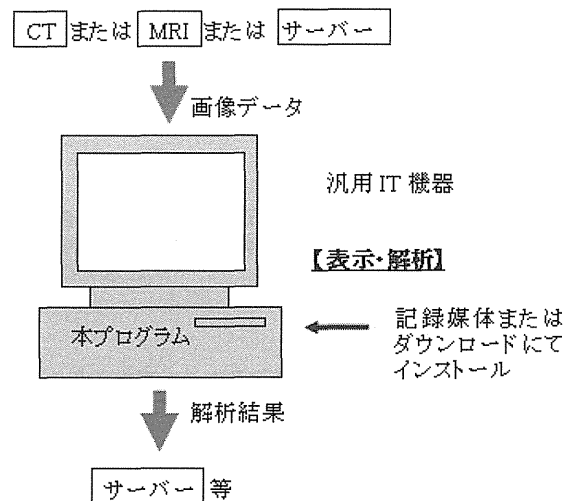 CT または MRI または サーバー
画像データ
汎用 IT 機器
【表示・解析】
本プログラム
記録媒体または
ダウンロードにて
インストール
解析結果
サーバー 等